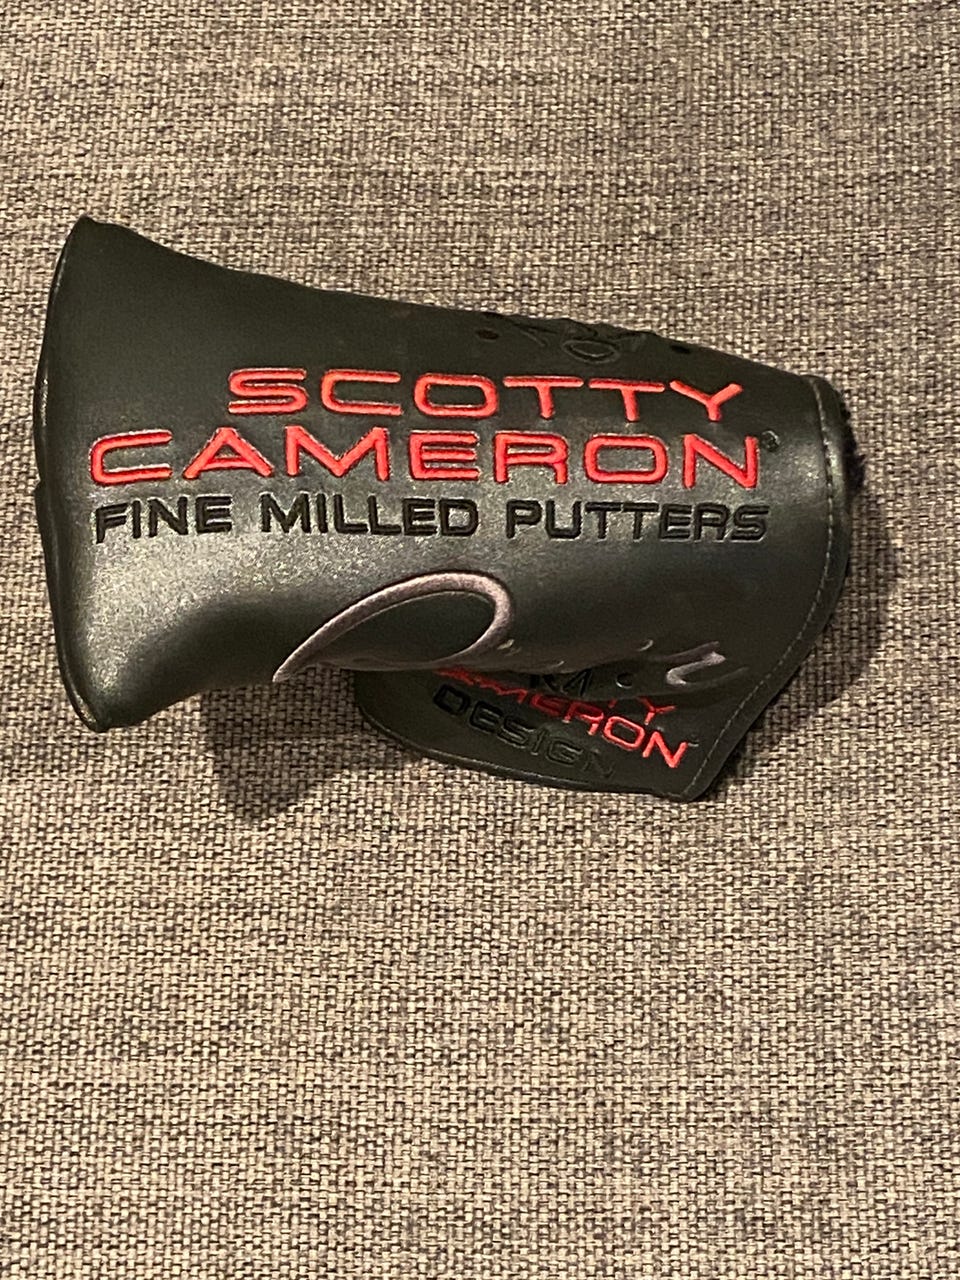 SCOTTY
CAMERON®
FINE MILLED PUTTERS
CAMERON
DESIGN